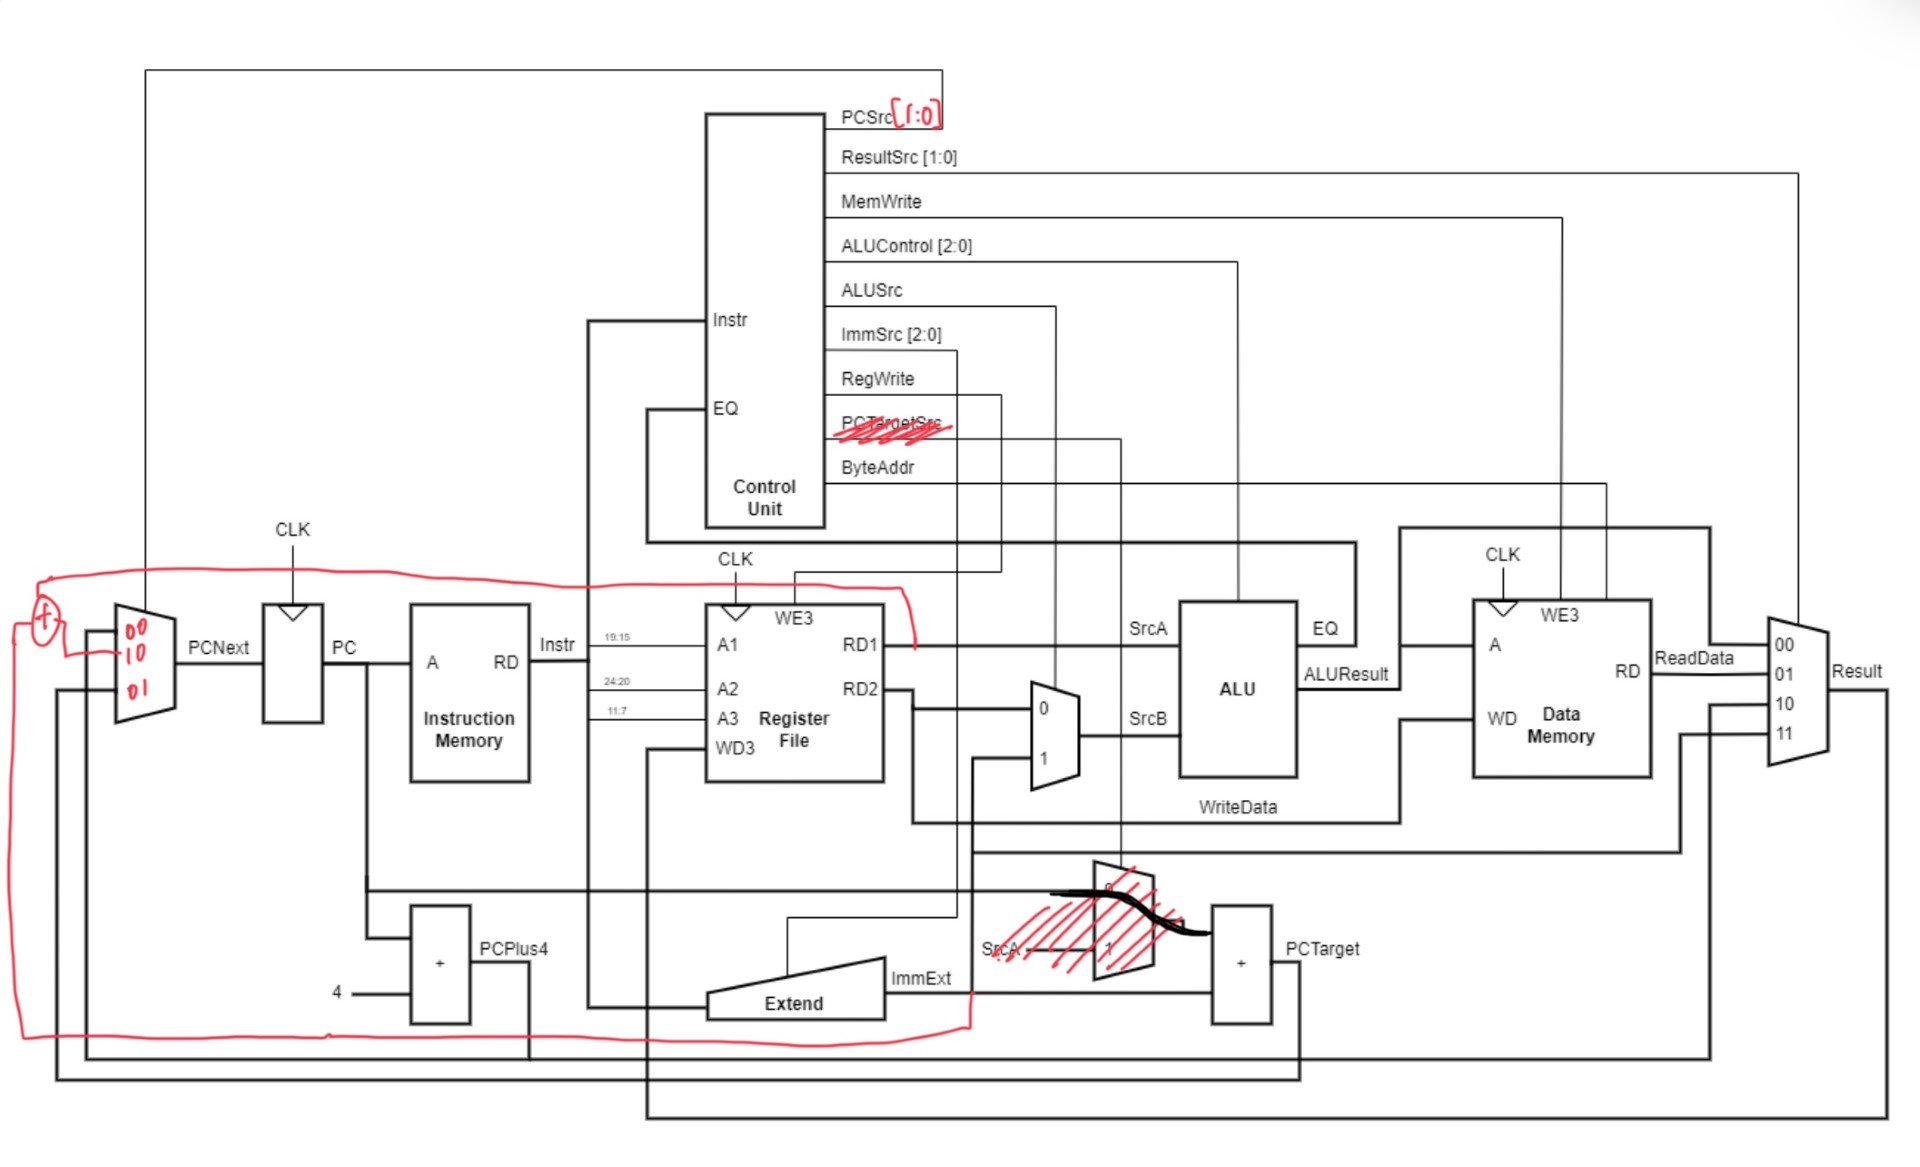 PCSrc [1:0]
ResultSrc [1:0]
MemWrite
ALUControl [2:0]
ALUSrc
Instr
ImmSrc [2:0]
RegWrite
EQ
PCTargetSrc
ByteAddr
Control
Unit
CLK
CLK
CLK
00
10
01
PCNext
PC
A
RD
Instruction
Memory
Instr
19:15
24:20
11:7
WE3
A1
A2
A3
WD3
RD1
RD2
Register
File
0
1
SrcA
SrcB
ALU
EQ
ALUResult
WE3
A
RD
WD
Data
Memory
ReadData
00
01
10
11
Result
WriteData
+
4
+
PCPlus4
Extend
ImmExt
SrcA
0
1
+
PCTarget